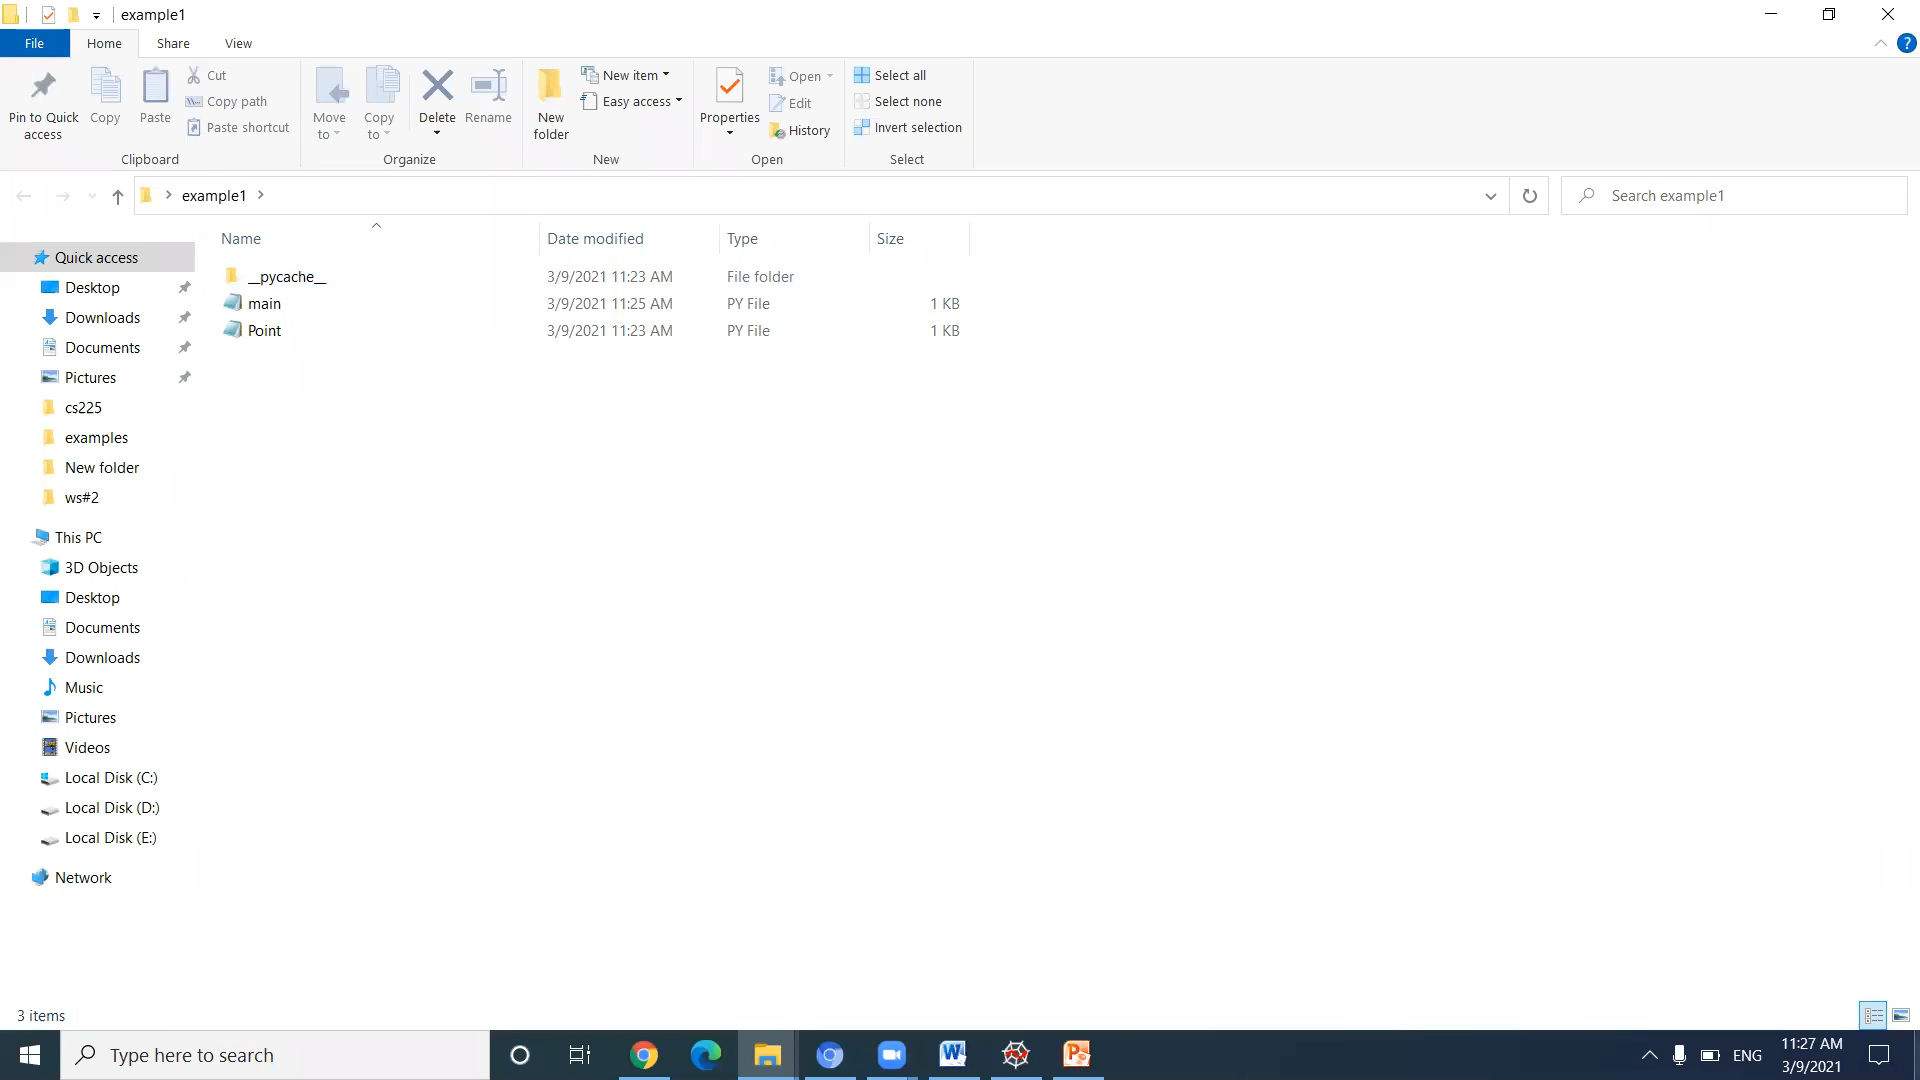 example1
File
Home
Share
View
Pin to Quick access
Copy
Paste
Cut
Copy path
Paste shortcut
Clipboard
Move to
Copy to
Delete
Rename
Organize
New folder
New item
Easy access
New
Properties
Open
Edit
History
Open
Select all
Select none
Invert selection
Select
example1
Search example1
Name Date modified Type Size
__pycache__ 3/9/2021 11:23 AM File folder
main 3/9/2021 11:25 AM PY File 1 KB
Point 3/9/2021 11:23 AM PY File 1 KB
Quick access
Desktop
Downloads
Documents
Pictures
cs225
examples
New folder
ws#2
This PC
3D Objects
Desktop
Documents
Downloads
Music
Pictures
Videos
Local Disk (C:)
Local Disk (D:)
Local Disk (E:)
Network
3 items
Type here to search
ENG
11:27 AM
3/9/2021